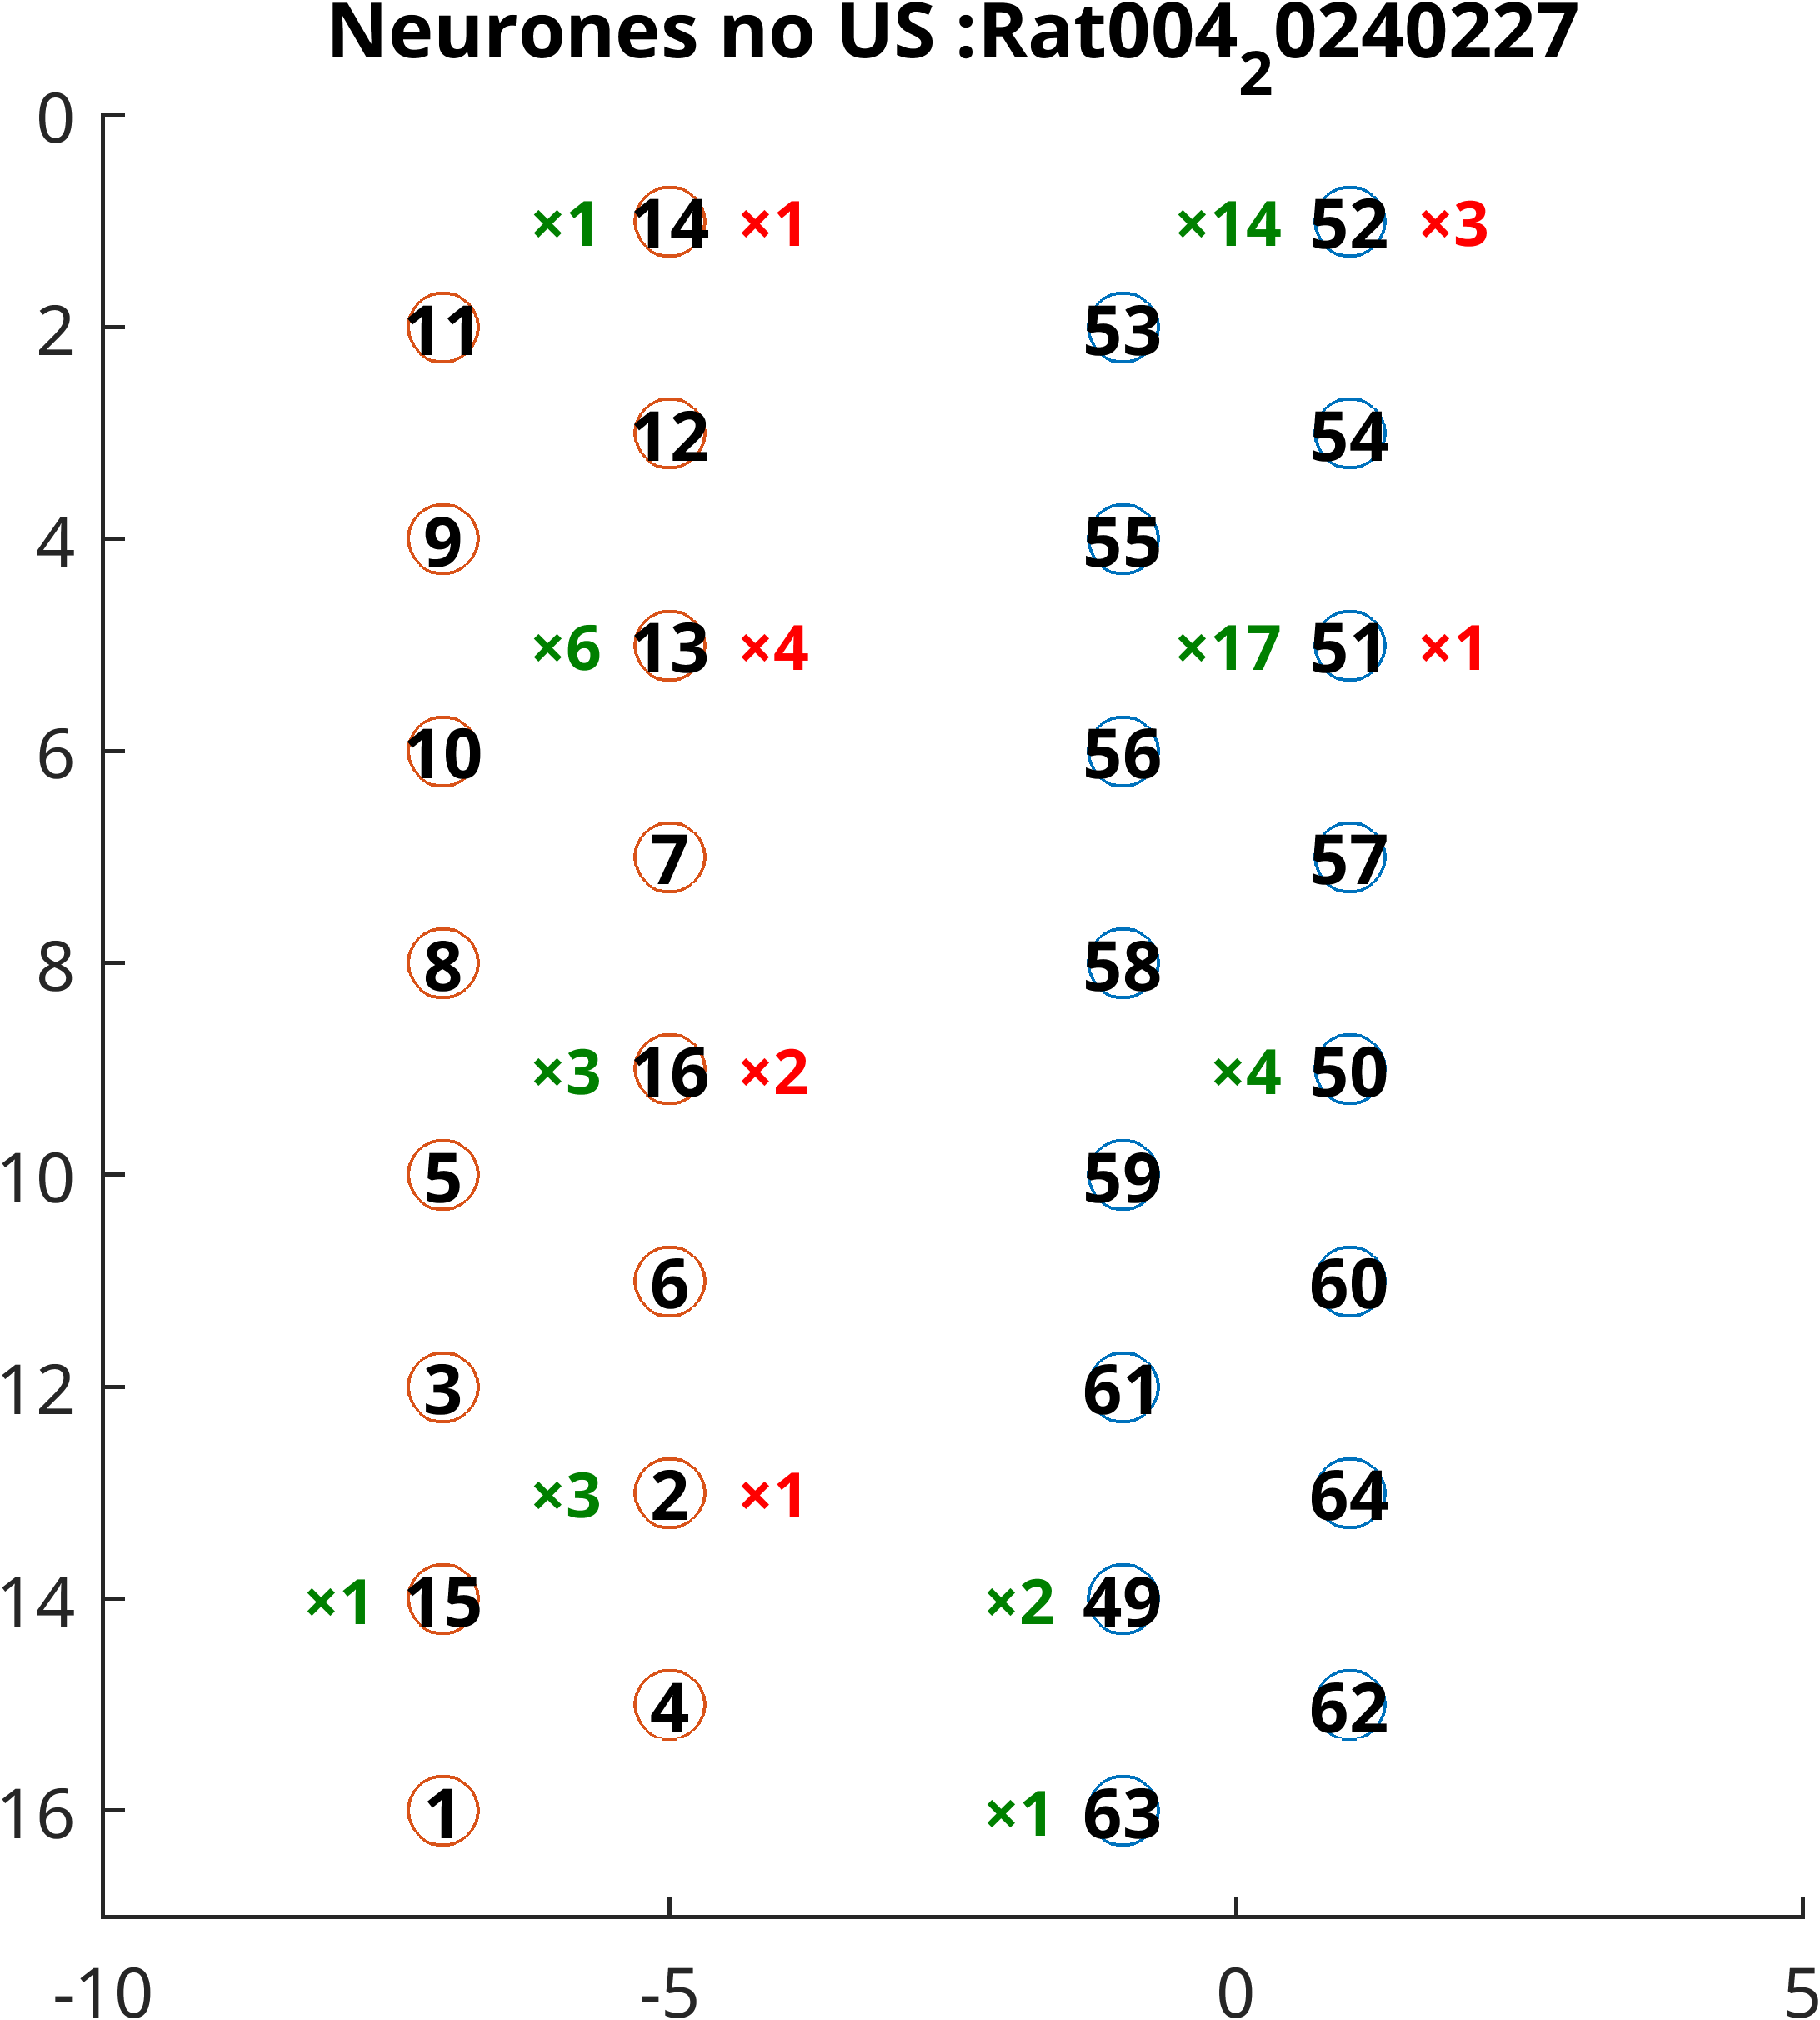 Neurones no US :Rat004₂0240227
0
×1 14 ×1 ×14 52 ×3
2 11 53
12 54
4 9 55
×6 13 ×4 ×17 51 ×1
6 10 56
7 57
8 8 58
×3 16 ×2 ×4 50
10 5 59
6 60
12 3 61
×3 2 ×1 64
14 ×1 15 ×2 49
4 62
16 1 ×1 63
-10 -5 0 5